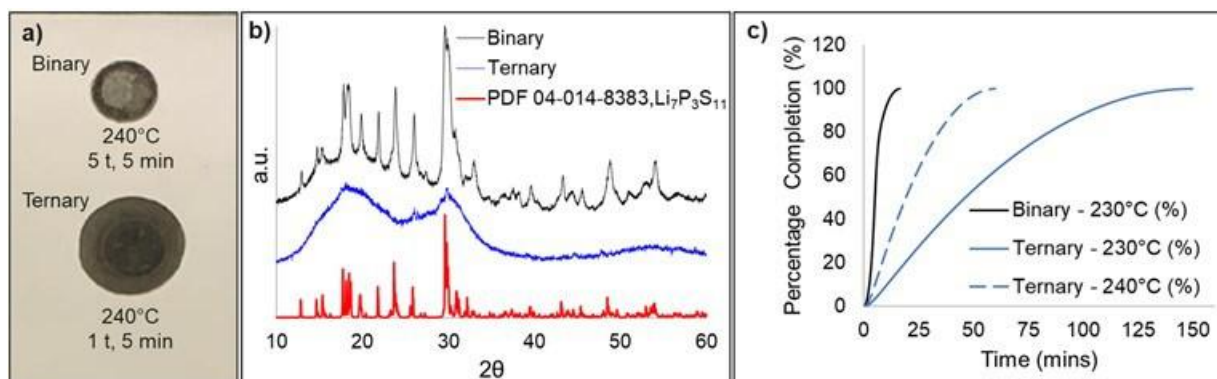 a)
Binary
240°C
5 t, 5 min
Ternary
240°C
1 t, 5 min
b)
a.u.
Binary
Ternary
PDF 04-014-8383,Li₇P₃S₁₁
10 20 30 40 50 60
2θ
c)
Percentage Completion (%)
120
100
80
60
40
20
0
Binary - 230°C (%)
Ternary - 230°C (%)
Ternary - 240°C (%)
0 25 50 75 100 125 150
Time (mins)